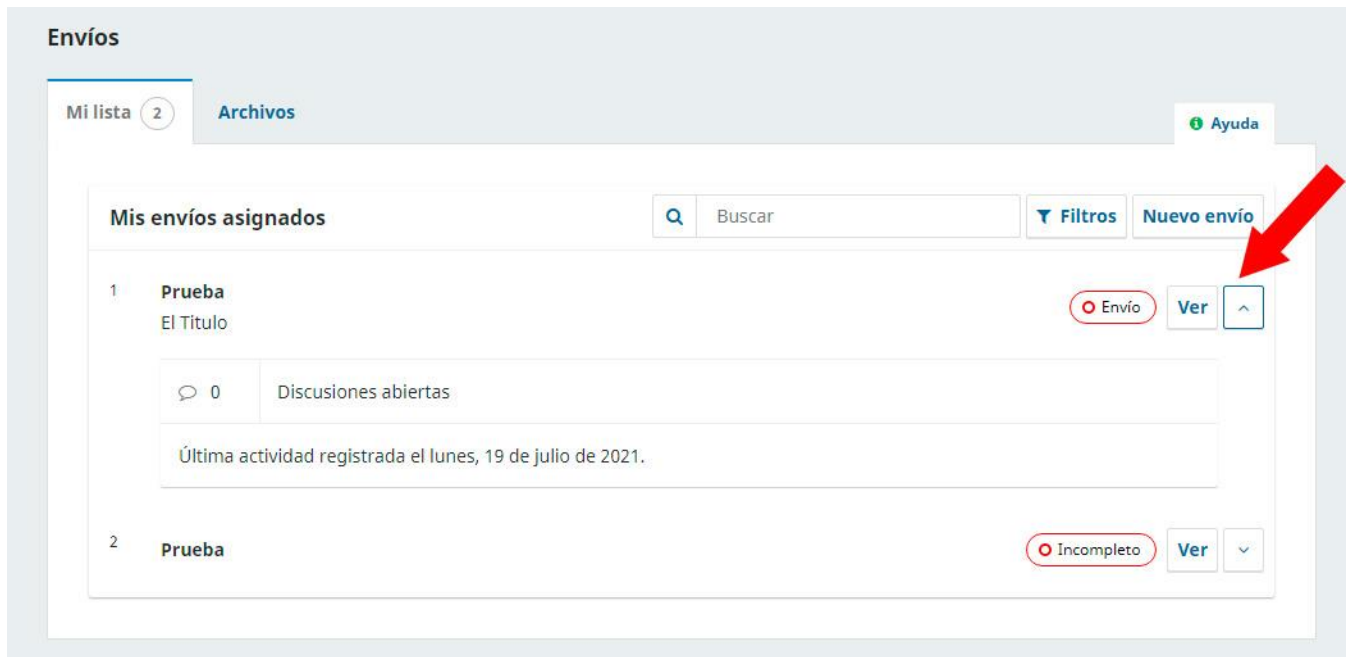 Envíos
Mi lista 2 Archivos
Ayuda
Mis envíos asignados Buscar Filtros Nuevo envío
1 Prueba Envío Ver
El Titulo
0 Discusiones abiertas
Última actividad registrada el lunes, 19 de julio de 2021.
2 Prueba Incompleto Ver